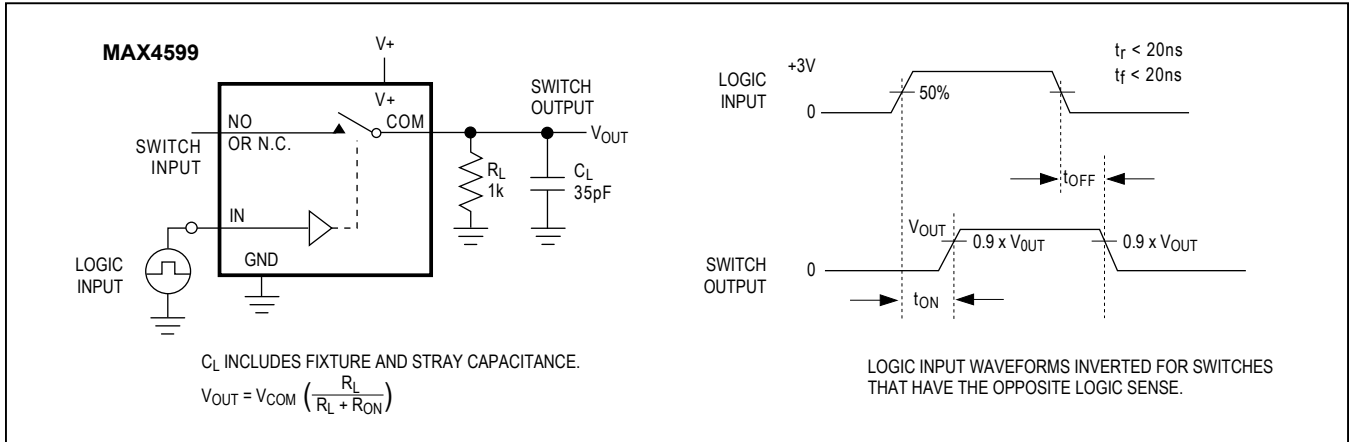 MAX4599
V+
V+
NO
OR N.C.
COM
SWITCH
INPUT
SWITCH
OUTPUT
VOUT
RL
1k
CL
35pF
IN
GND
LOGIC
INPUT
CL INCLUDES FIXTURE AND STRAY CAPACITANCE.
VOUT = VCOM ( RL / RL + RON )
LOGIC
INPUT
+3V
0
50%
tr < 20ns
tf < 20ns
tOFF
SWITCH
OUTPUT
VOUT
0
0.9 x V0UT
0.9 x VOUT
tON
LOGIC INPUT WAVEFORMS INVERTED FOR SWITCHES
THAT HAVE THE OPPOSITE LOGIC SENSE.